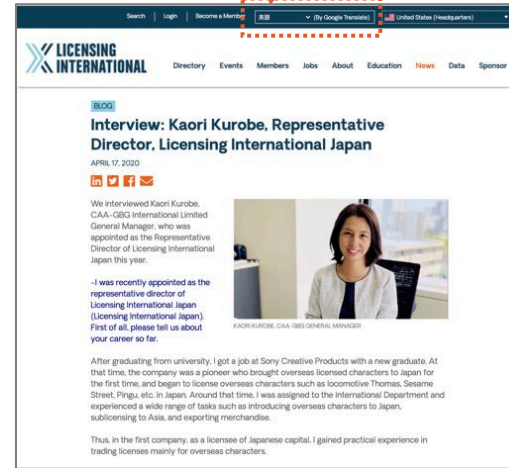 Search | Login | Become a Member 英語 (By Google Translate) United States (Headquarters)
LICENSING
INTERNATIONAL
Directory Events Members Jobs About Education News Data Sponsor
BLOG
Interview: Kaori Kurobe, Representative
Director, Licensing International Japan
APRIL 17, 2020
We interviewed Kaori Kurobe,
CAA-GBG International Limited
General Manager, who was
appointed as the Representative
Director of Licensing International
Japan this year.
-I was recently appointed as the
representative director of
Licensing International Japan
(Licensing International Japan).
First of all, please tell us about
your career so far.
KAORI KUROBE, CAA-GBG GENERAL MANAGER
After graduating from university, I got a job at Sony Creative Products with a new graduate. At
that time, the company was a pioneer who brought overseas licensed characters to Japan for
the first time, and began to license overseas characters such as locomotive Thomas, Sesame
Street, Pingu, etc. in Japan. Around that time, I was assigned to the International Department and
experienced a wide range of tasks such as introducing overseas characters to Japan,
sublicensing to Asia, and exporting merchandise.
Thus, in the first company, as a licensee of Japanese capital, I gained practical experience in
trading licenses mainly for overseas characters.